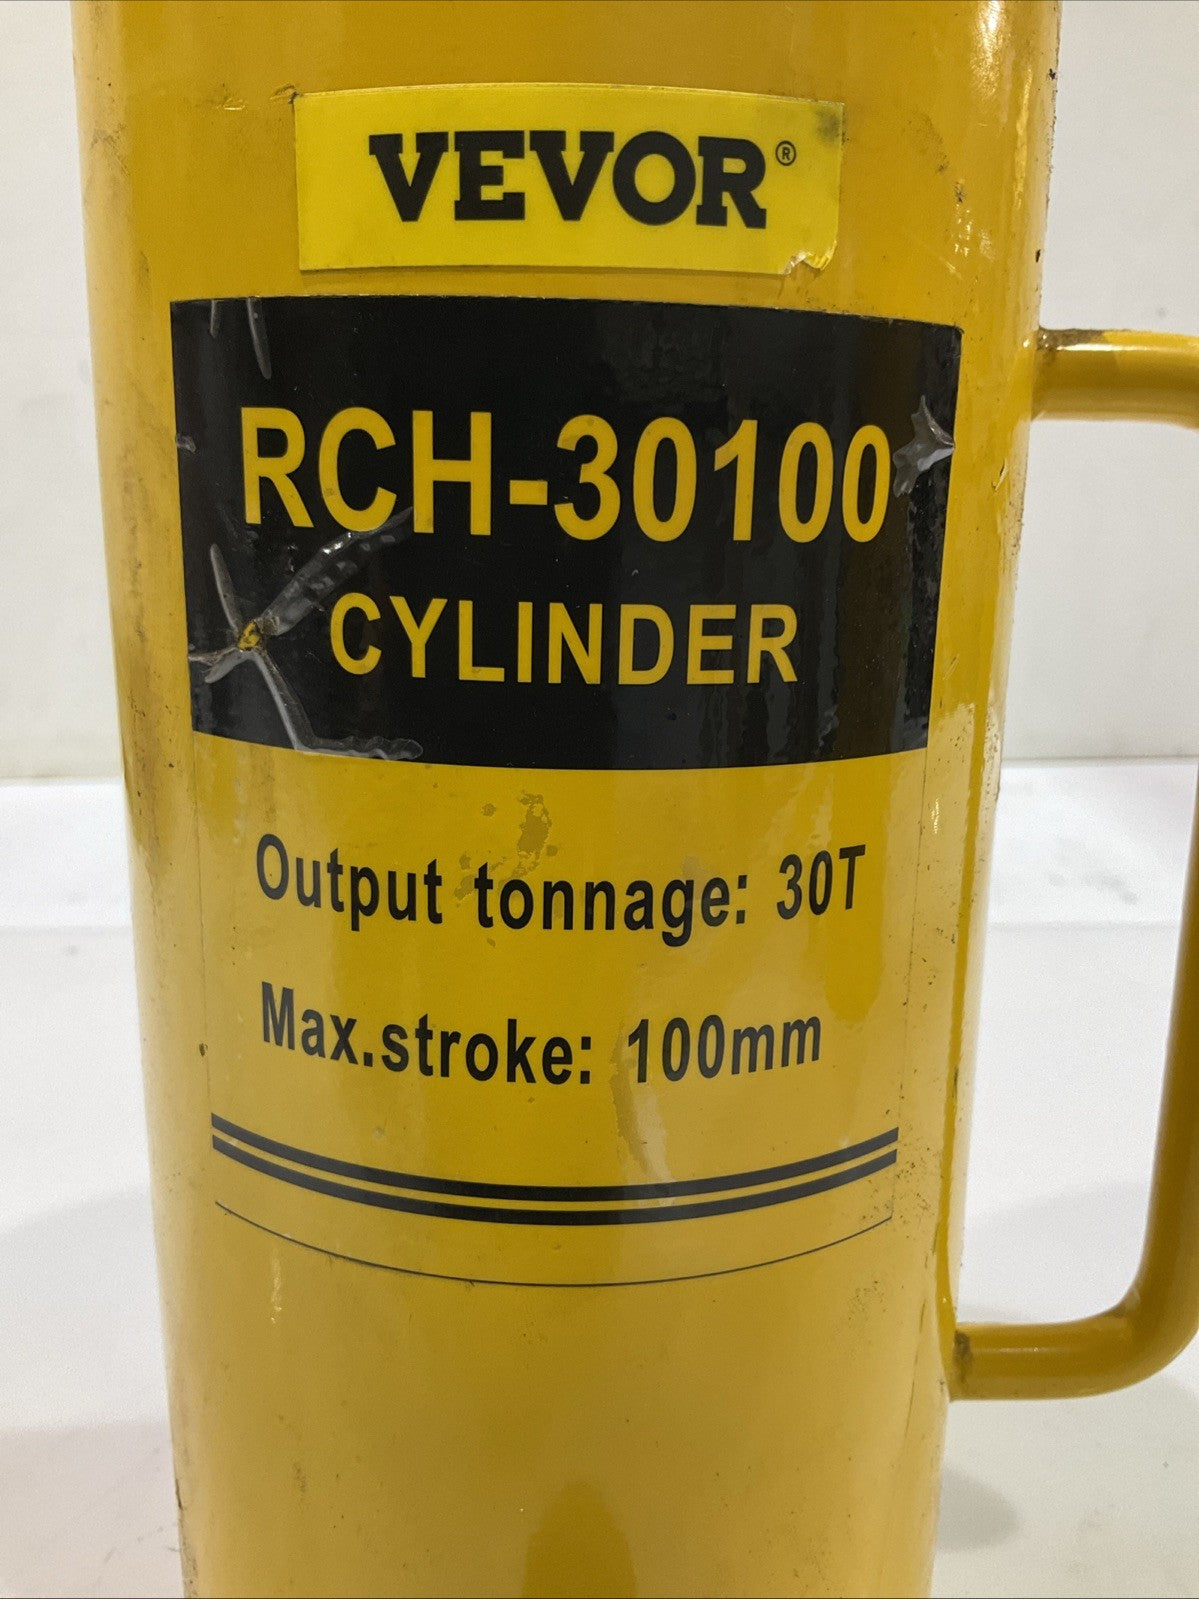 VEVOR®
RCH-30100
CYLINDER
Output tonnage: 30T
Max.stroke: 100mm